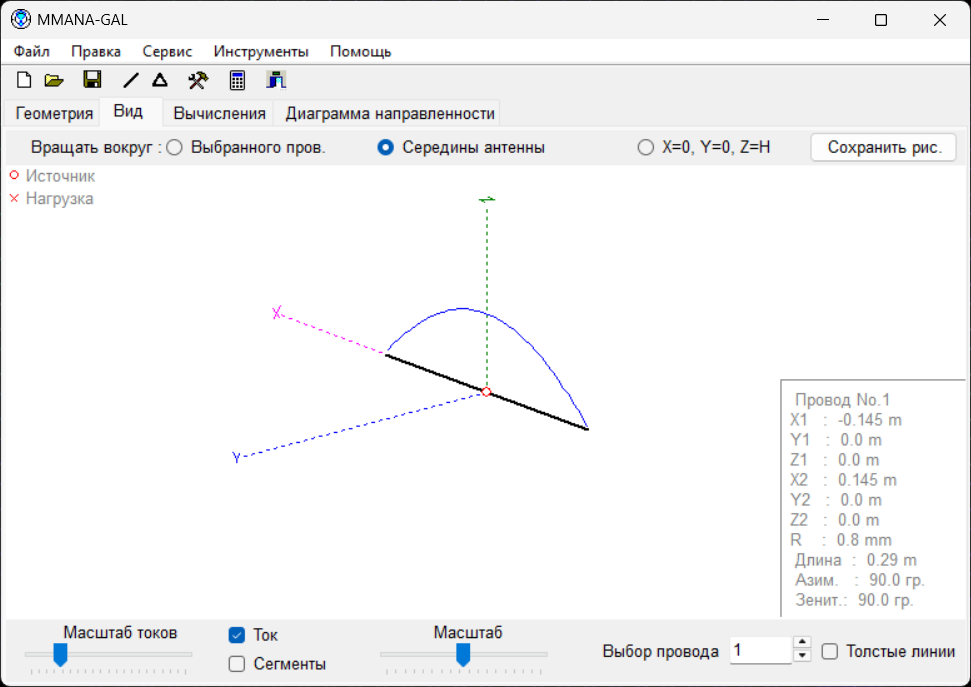 MMANA-GAL
Файл Правка Сервис Инструменты Помощь
Геометрия Вид Вычисления Диаграмма направленности
Вращать вокруг : Выбранного пров. Середины антенны X=0, Y=0, Z=H Сохранить рис.
Источник
Нагрузка
Z
X
Y
Провод No.1
X1 : -0.145 m
Y1 : 0.0 m
Z1 : 0.0 m
X2 : 0.145 m
Y2 : 0.0 m
Z2 : 0.0 m
R : 0.8 mm
Длина : 0.29 m
Азим. : 90.0 гр.
Зенит.: 90.0 гр.
Масштаб токов Ток Масштаб
Сегменты
Выбор провода 1 Толстые линии